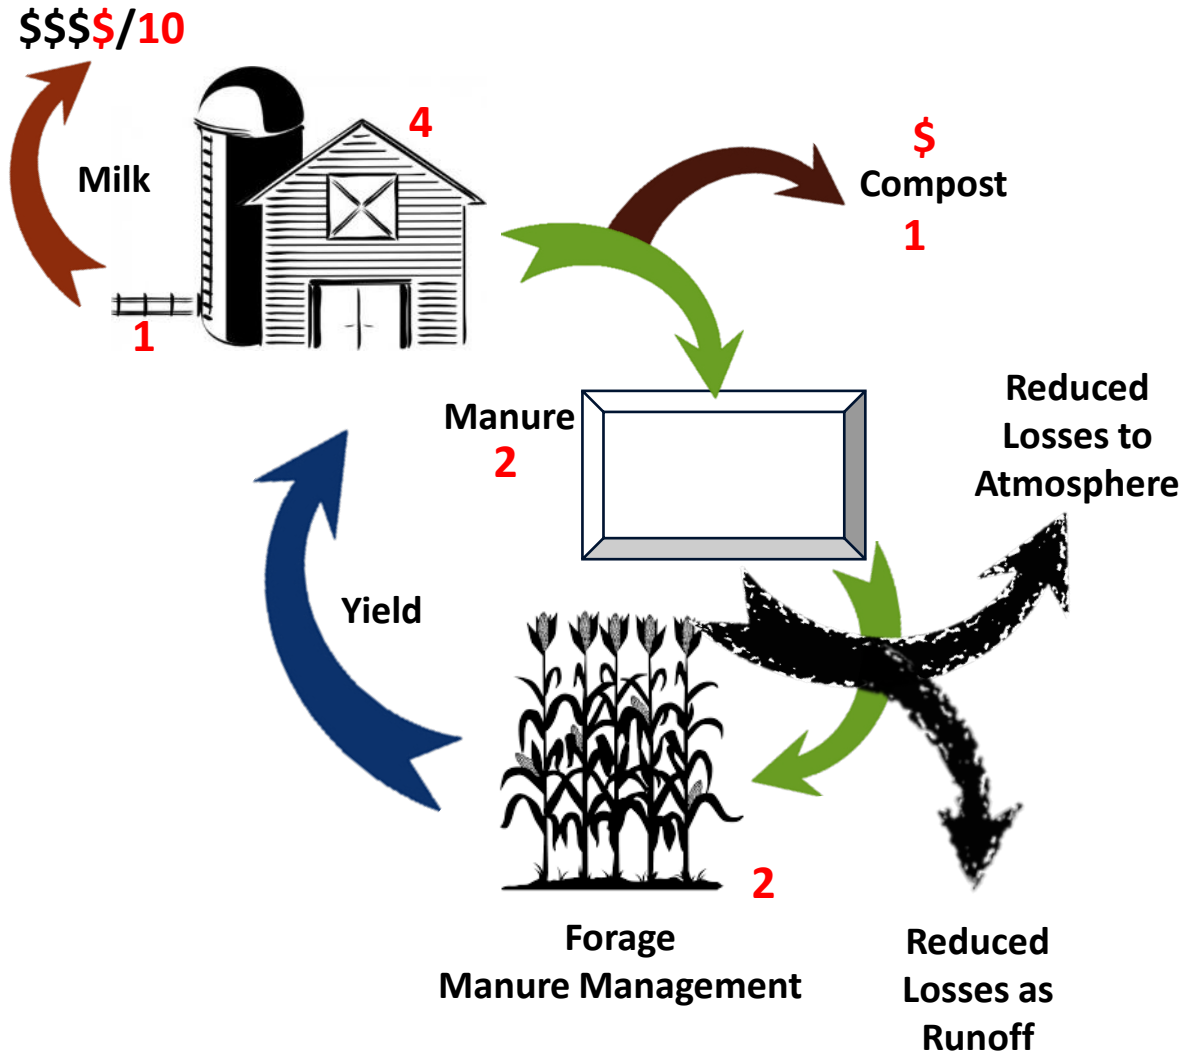 $$$$/10
4
Milk
1
$
Compost
1
Manure
2
Reduced
Losses to
Atmosphere
Yield
2
Forage
Manure Management
Reduced
Losses as
Runoff